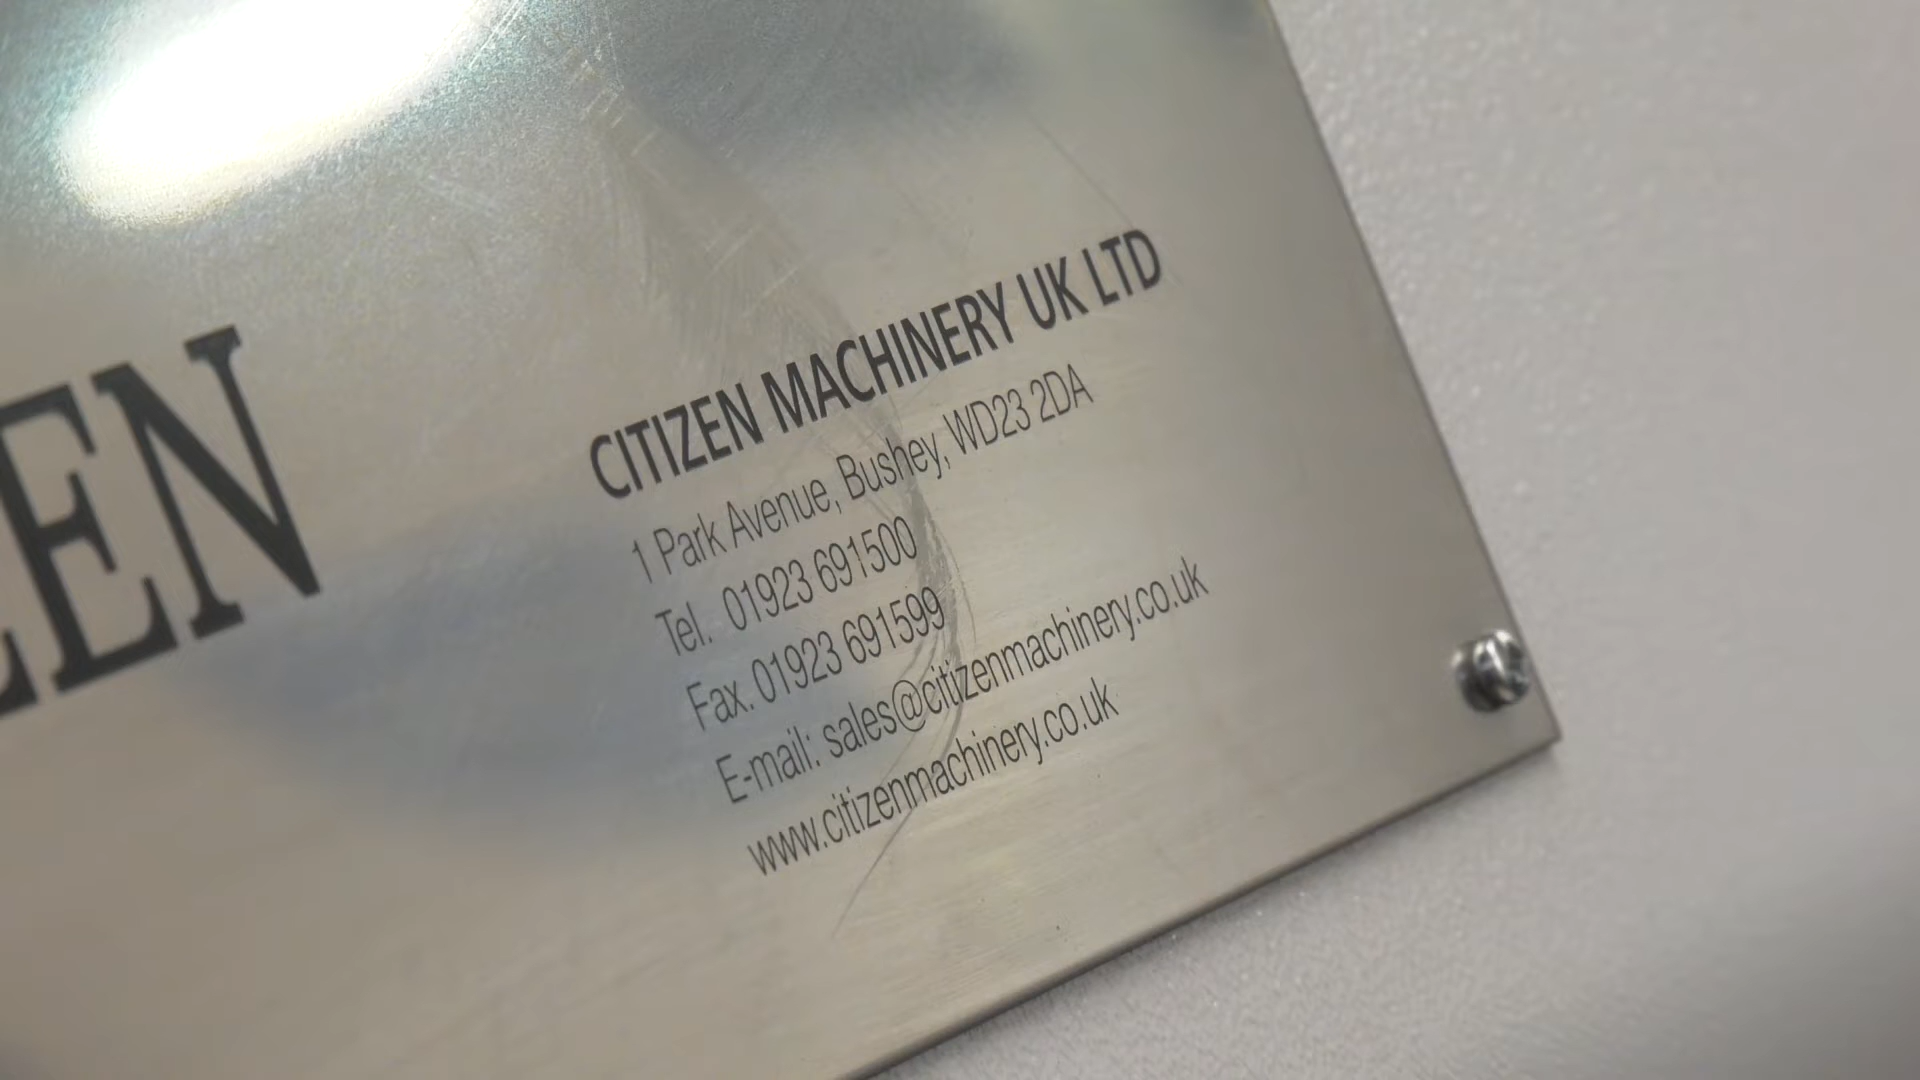 EN
CITIZEN MACHINERY UK LTD
1 Park Avenue, Bushey, WD23 2DA
Tel. 01923 691500
Fax. 01923 691599
E-mail: sales@citizenmachinery.co.uk
www.citizenmachinery.co.uk